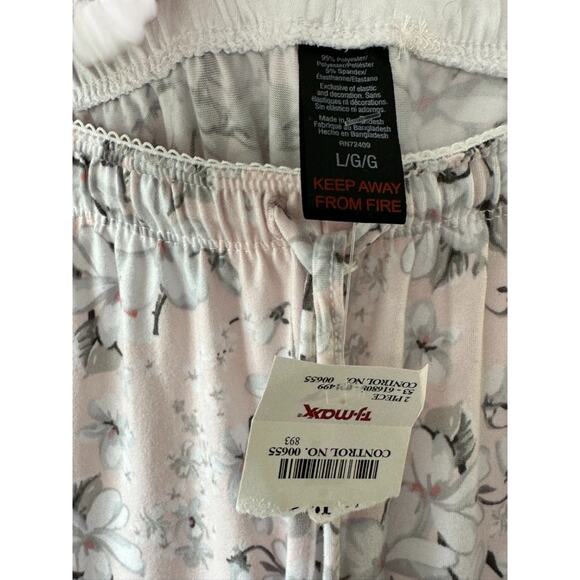 95% Polyester/
Polyester/Poliéster
5% Spandex/
Élasthanne/Elastano
Exclusive of elastic
and decoration. Sans
élastiques ni décorations.
Sin elástico ni adornos.
Made in Bangladesh
Fabriqué au Bangladesh
Hecho en Bangladesh
RN72409
L/G/G
KEEP AWAY
FROM FIRE
2 PIECE
CONTROL NO. 00655
T.J.maxx
893
CONTROL NO. 00655